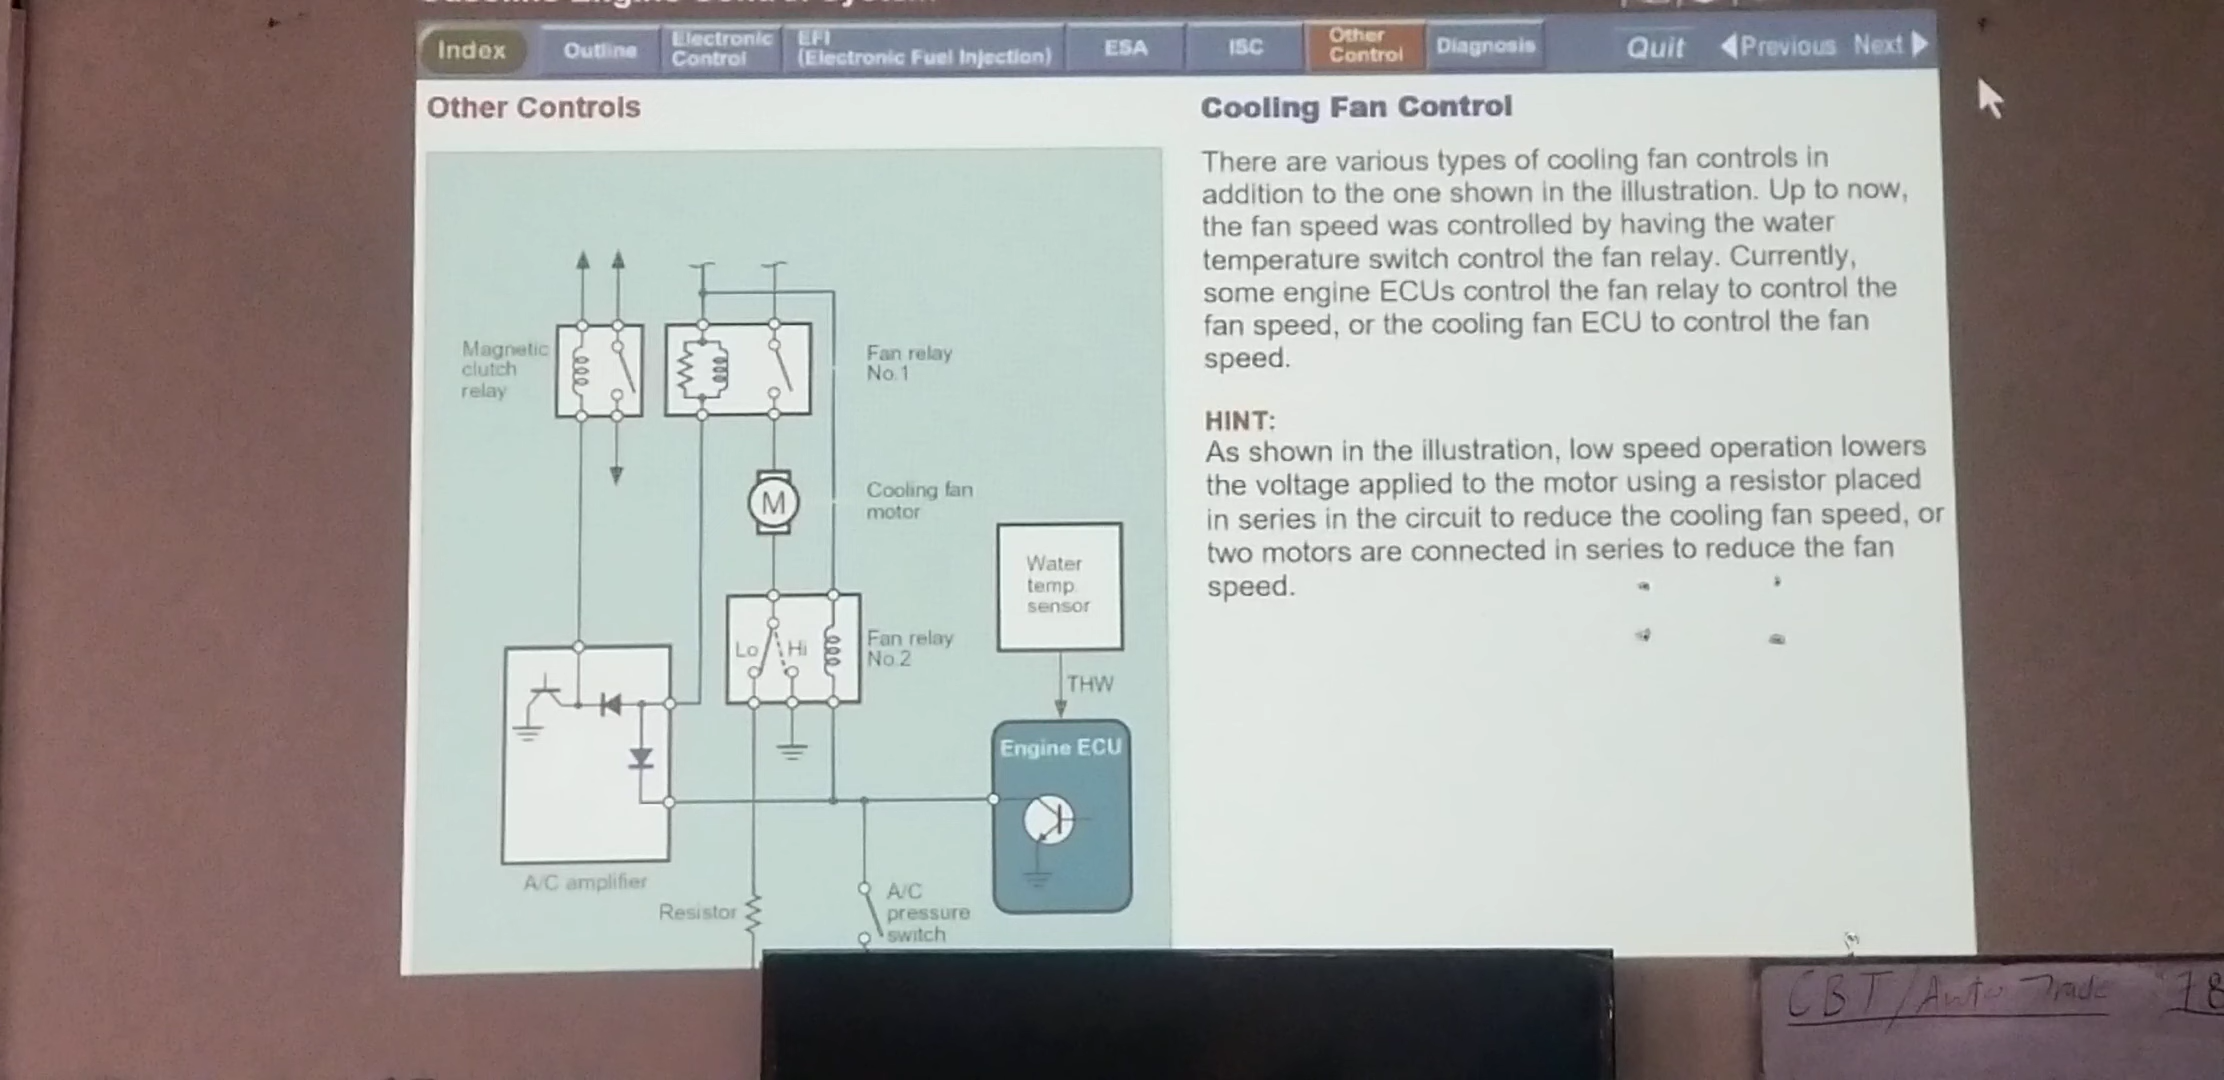 Index
Outline
Electronic
Control
EFI
(Electronic Fuel Injection)
ESA
ISC
Other
Control
Diagnosis
Quit
Previous
Next
Other Controls
Magnetic
clutch
relay
Fan relay
No.1
Cooling fan
motor
M
Water
temp.
sensor
Lo
Hi
Fan relay
No.2
THW
Engine ECU
A/C amplifier
Resistor
A/C
pressure
switch
Cooling Fan Control
There are various types of cooling fan controls in
addition to the one shown in the illustration. Up to now,
the fan speed was controlled by having the water
temperature switch control the fan relay. Currently,
some engine ECUs control the fan relay to control the
fan speed, or the cooling fan ECU to control the fan
speed.
HINT:
As shown in the illustration, low speed operation lowers
the voltage applied to the motor using a resistor placed
in series in the circuit to reduce the cooling fan speed, or
two motors are connected in series to reduce the fan
speed.
CBT/Auto Trade